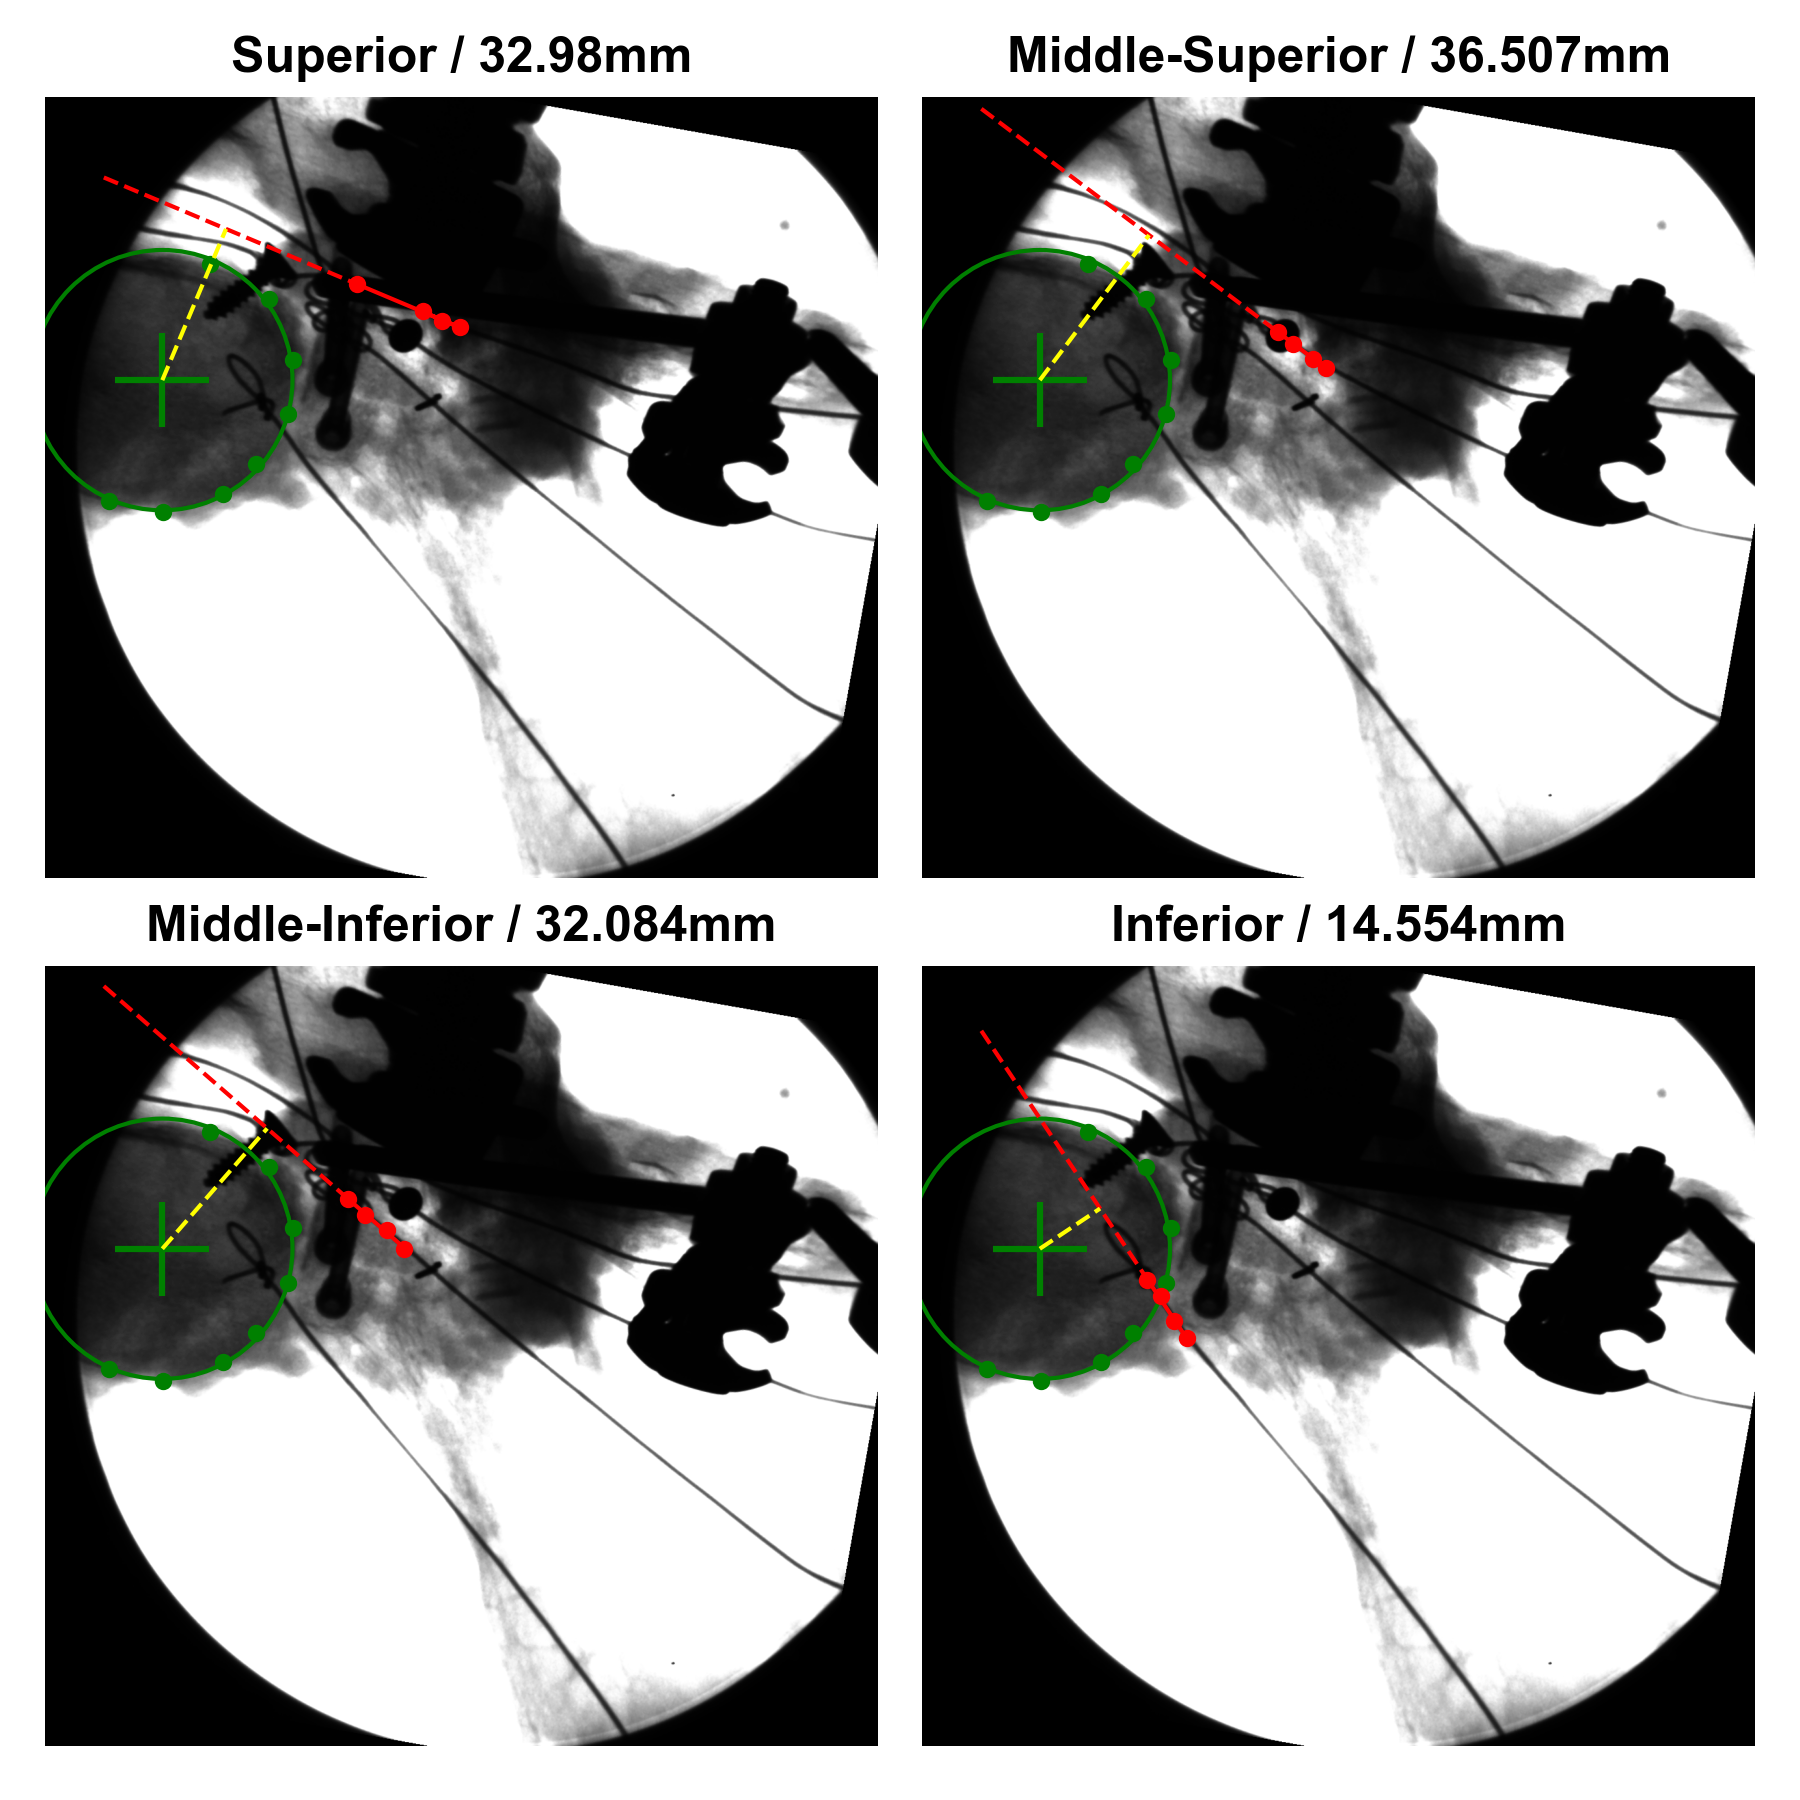 Superior / 32.98mm
Middle-Superior / 36.507mm
Middle-Inferior / 32.084mm
Inferior / 14.554mm